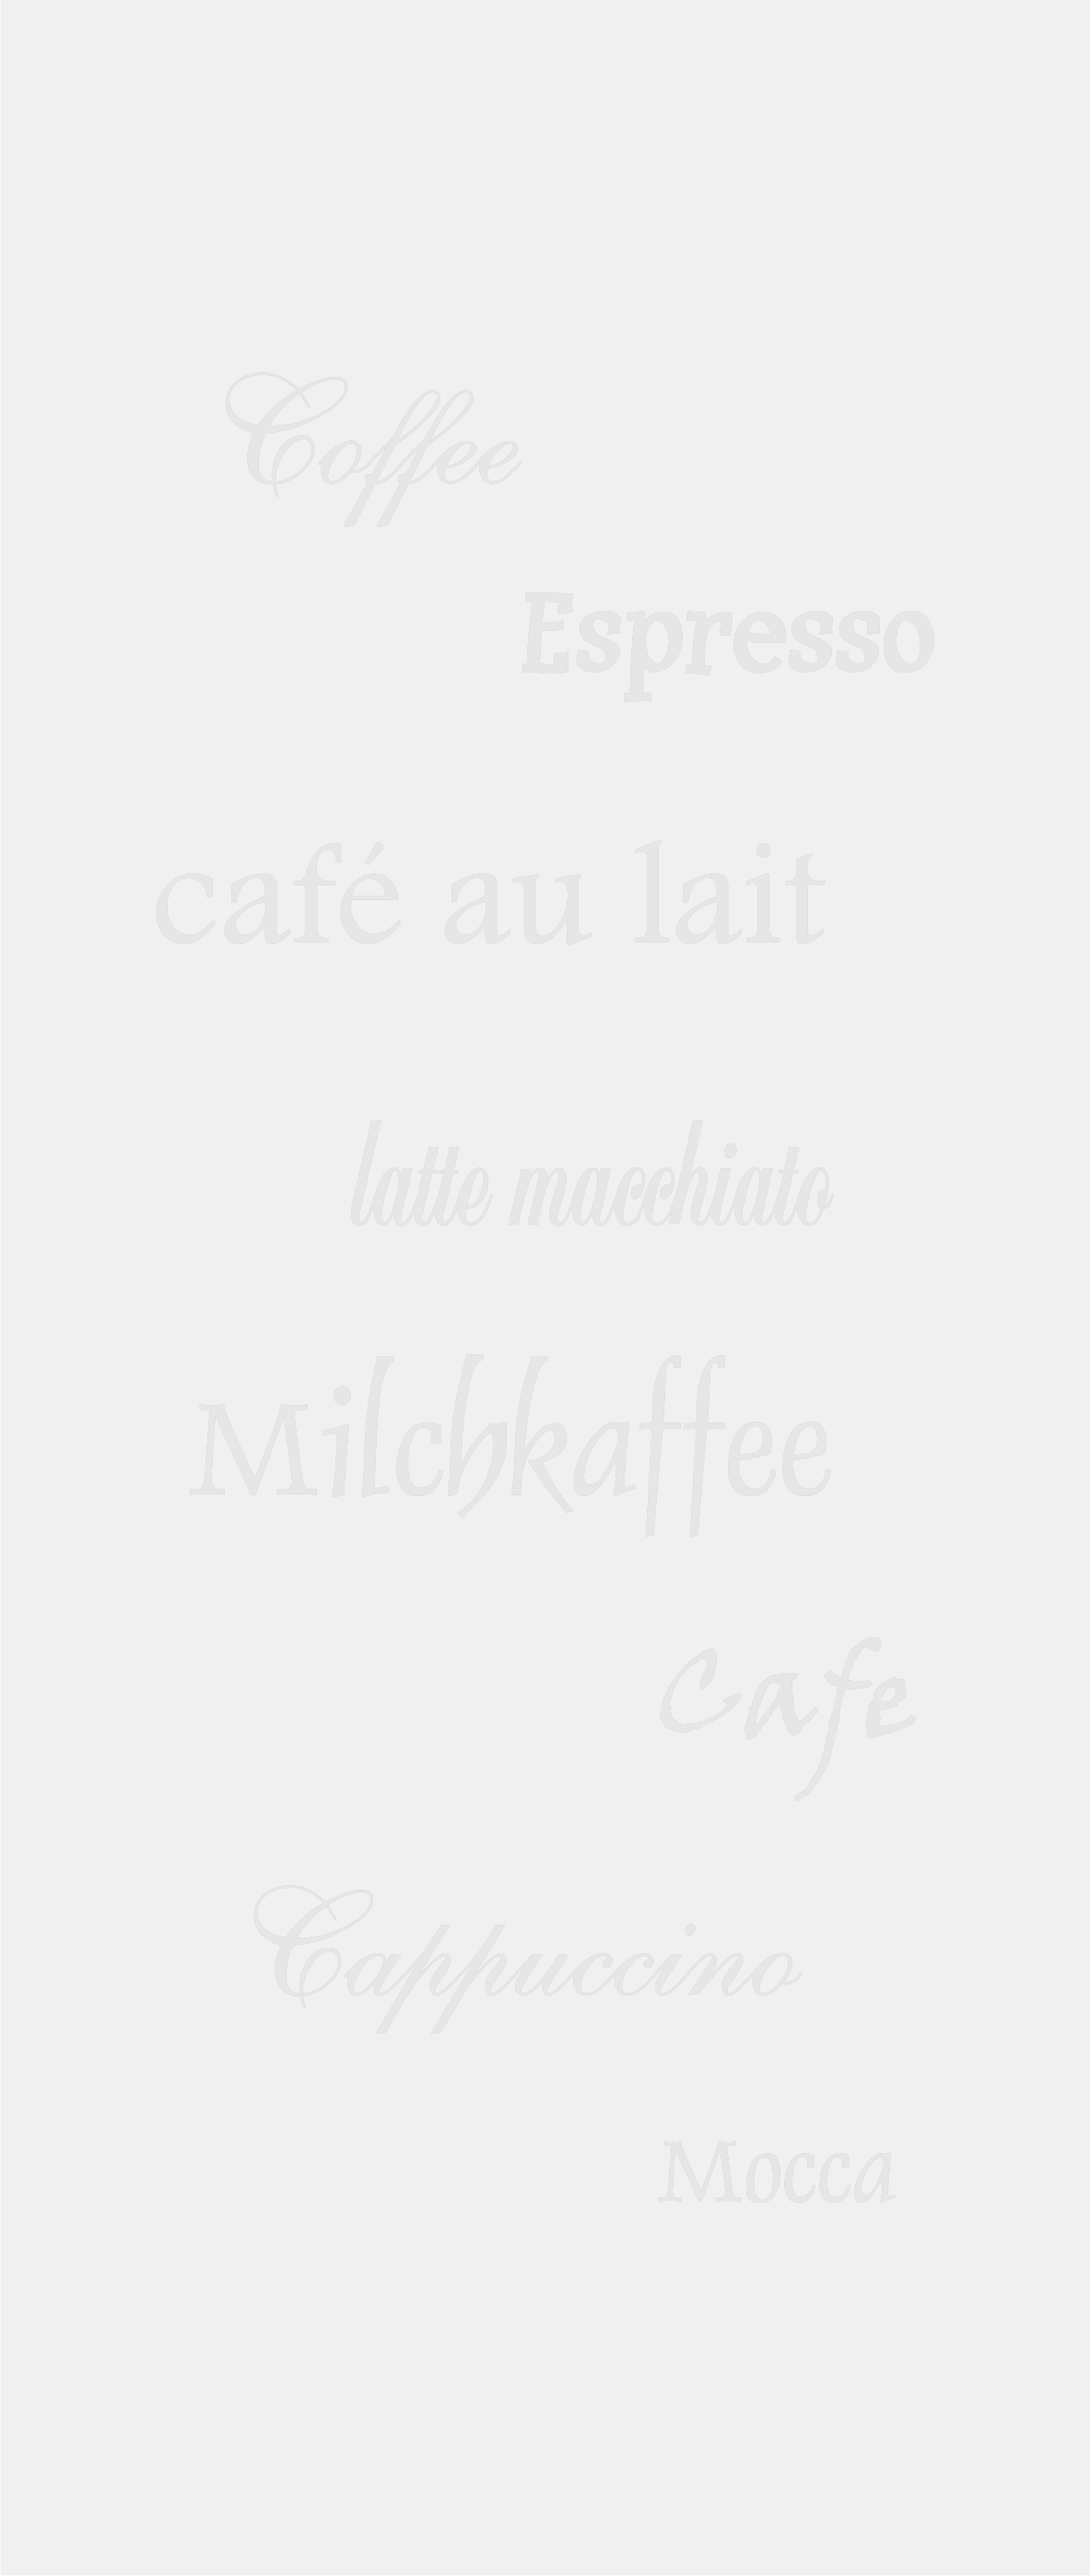 Coffee
Espresso
café au lait
latte macchiato
Milchkaffee
Cafe
Cappuccino
Mocca